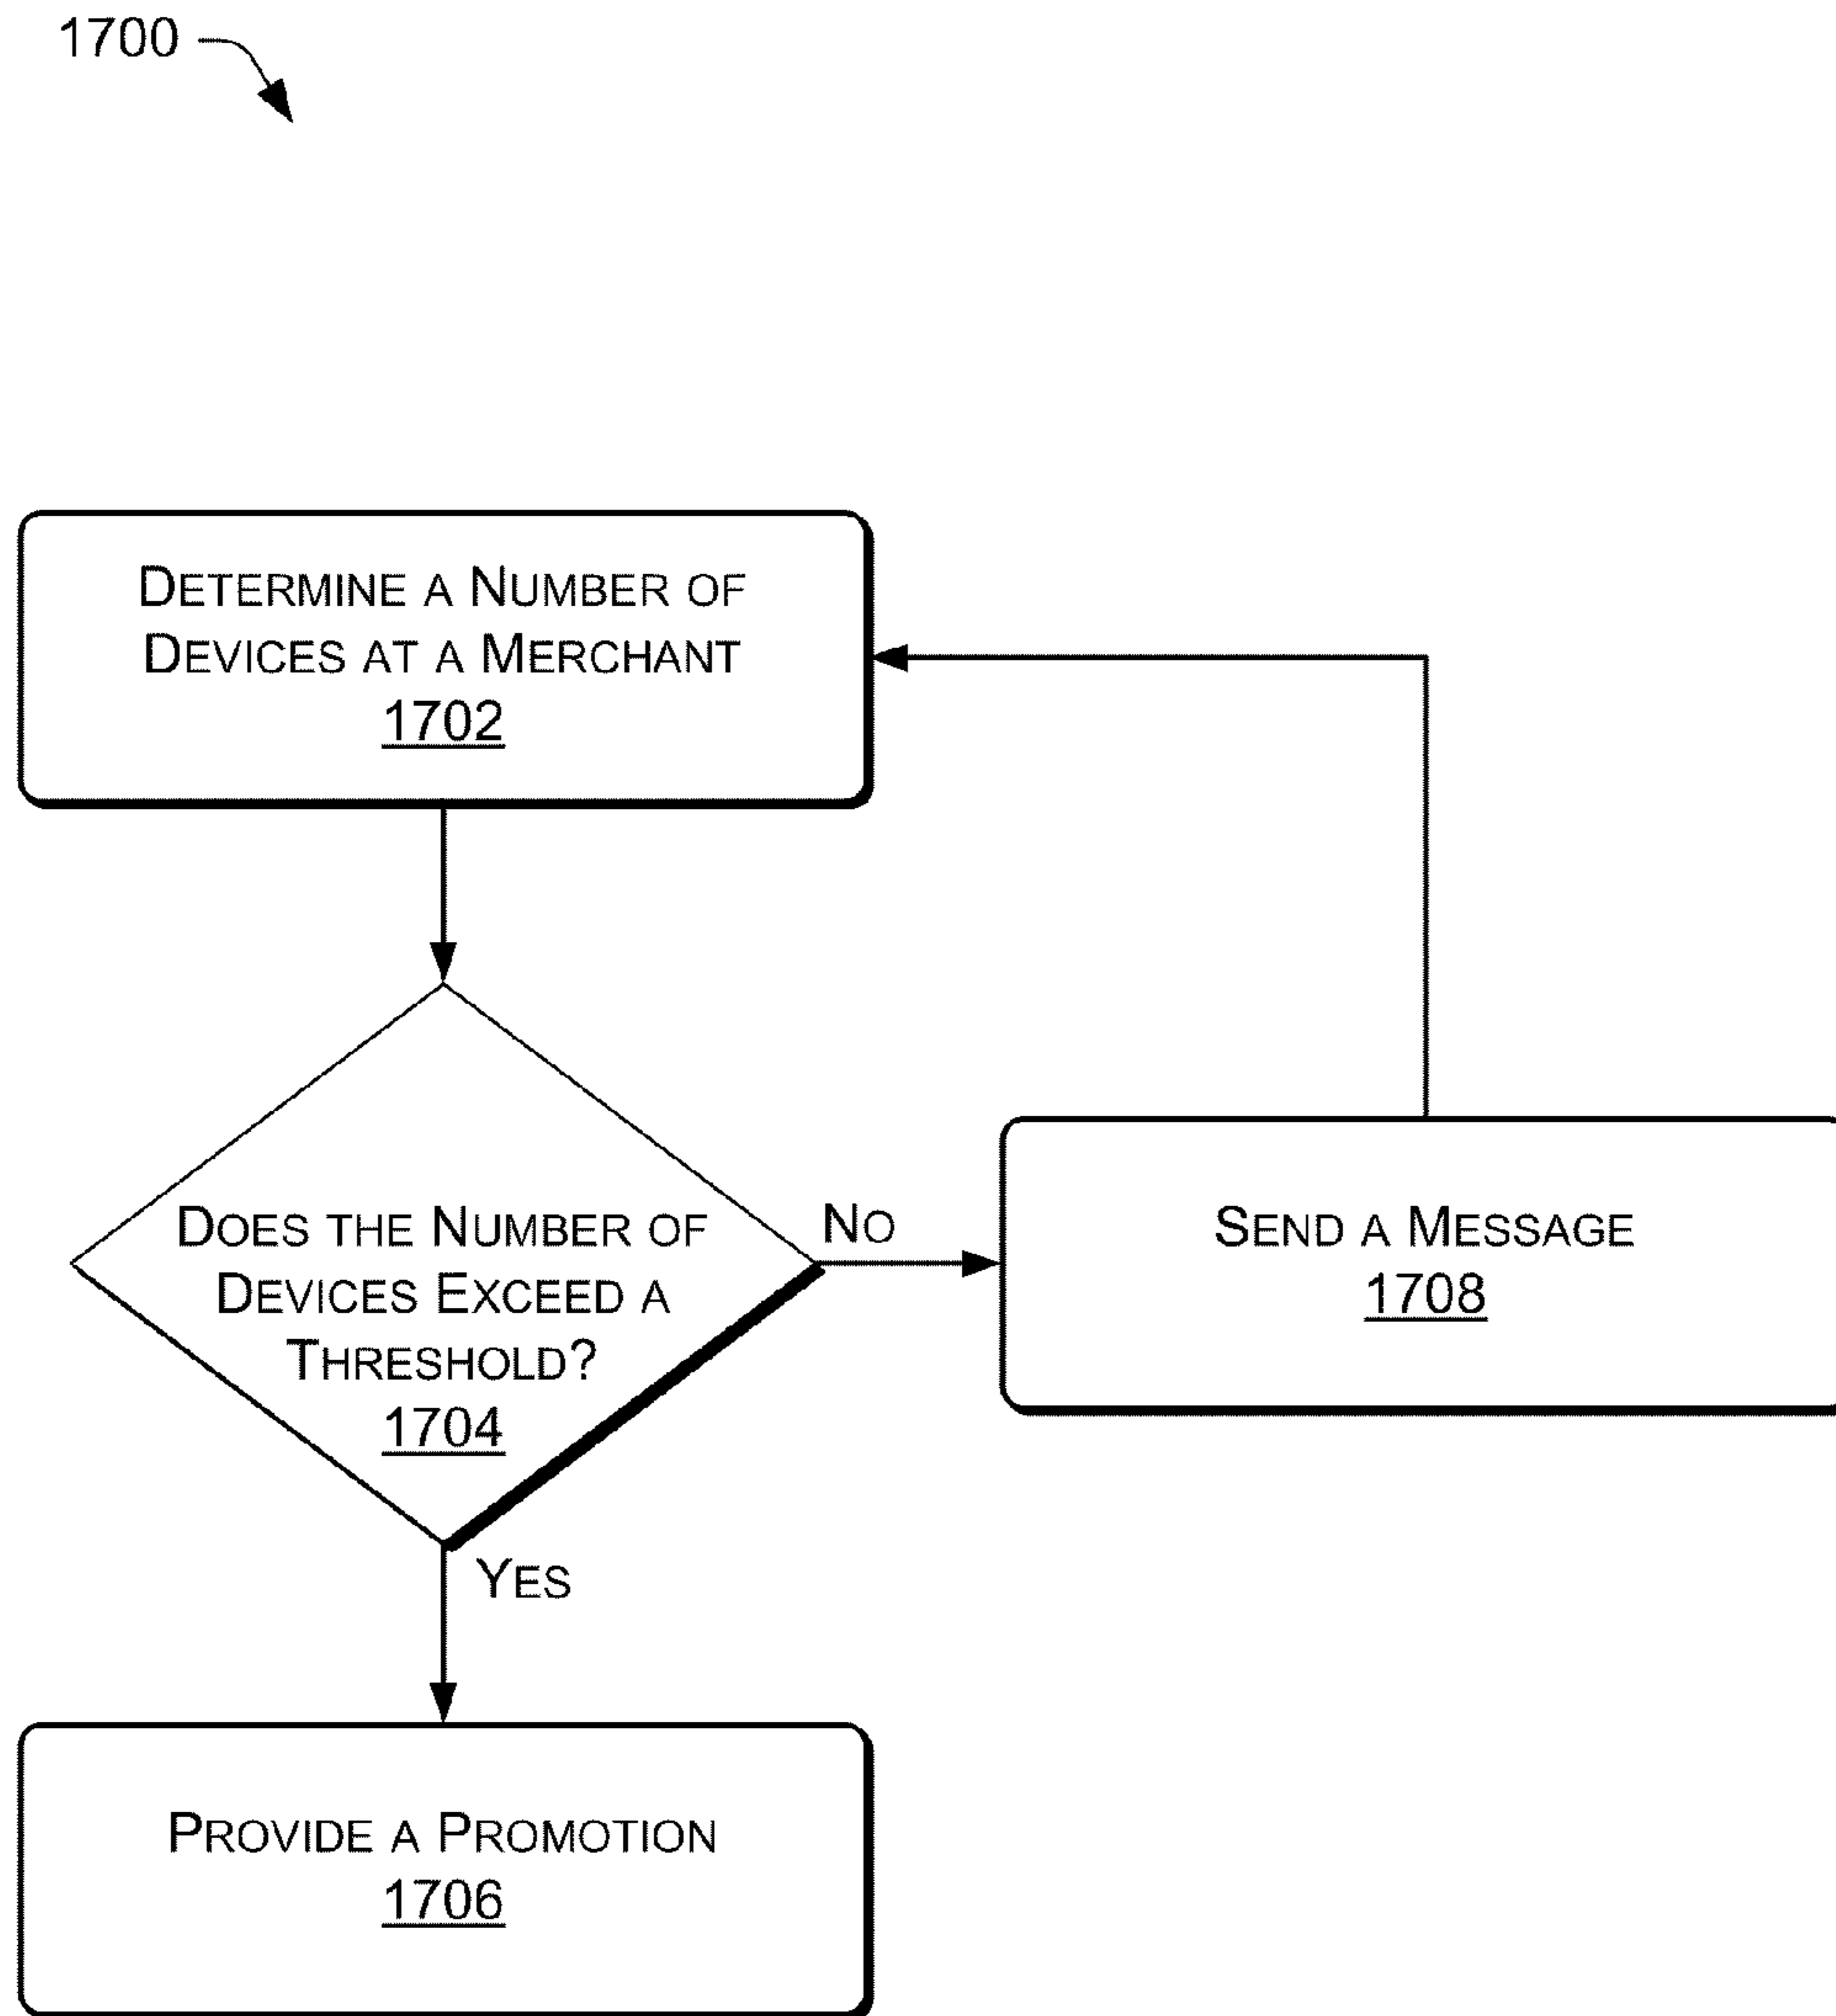 1700
DETERMINE A NUMBER OF
DEVICES AT A MERCHANT
1702
DOES THE NUMBER OF
DEVICES EXCEED A
THRESHOLD?
1704
NO
SEND A MESSAGE
1708
YES
PROVIDE A PROMOTION
1706